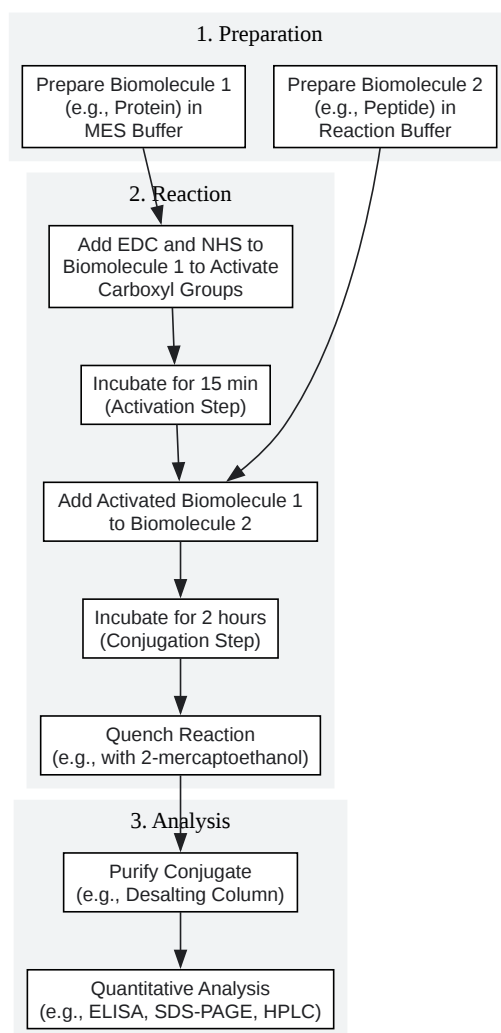 1. Preparation
Prepare Biomolecule 1
(e.g., Protein) in
MES Buffer
Prepare Biomolecule 2
(e.g., Peptide) in
Reaction Buffer
2. Reaction
Add EDC and NHS to
Biomolecule 1 to Activate
Carboxyl Groups
Incubate for 15 min
(Activation Step)
Add Activated Biomolecule 1
to Biomolecule 2
Incubate for 2 hours
(Conjugation Step)
Quench Reaction
(e.g., with 2-mercaptoethanol)
3. Analysis
Purify Conjugate
(e.g., Desalting Column)
Quantitative Analysis
(e.g., ELISA, SDS-PAGE, HPLC)